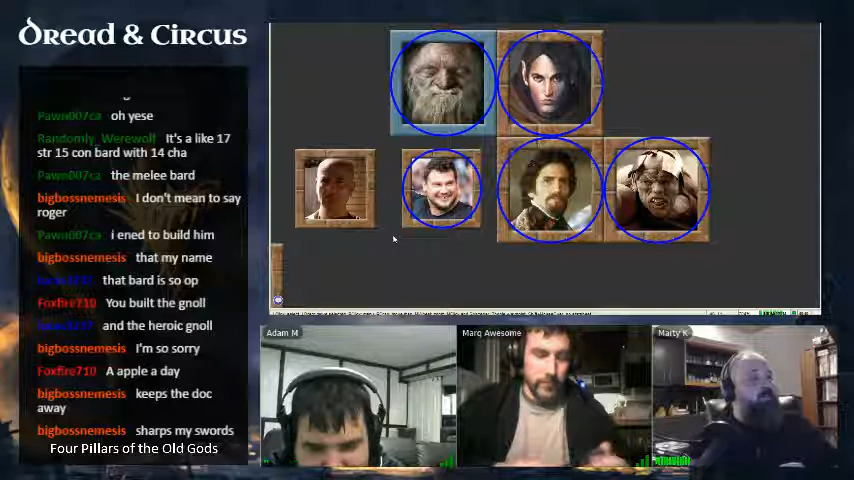 Dread & Circus
Pawn007ca oh yese
Randomly_Werewolf It's a like 17
str 15 con bard with 14 cha
Pawn007ca the melee bard
bigbossnemesis I don't mean to say
roger
Pawn007ca i ened to build him
bigbossnemesis that my name
that bard is so op
Foxfire710 You built the gnoll
and the heroic gnoll
bigbossnemesis I'm so sorry
Foxfire710 A apple a day
bigbossnemesis keeps the doc
away
bigbossnemesis sharps my swords
Four Pillars of the Old Gods
Adam M
Marq Awesome
Marty K